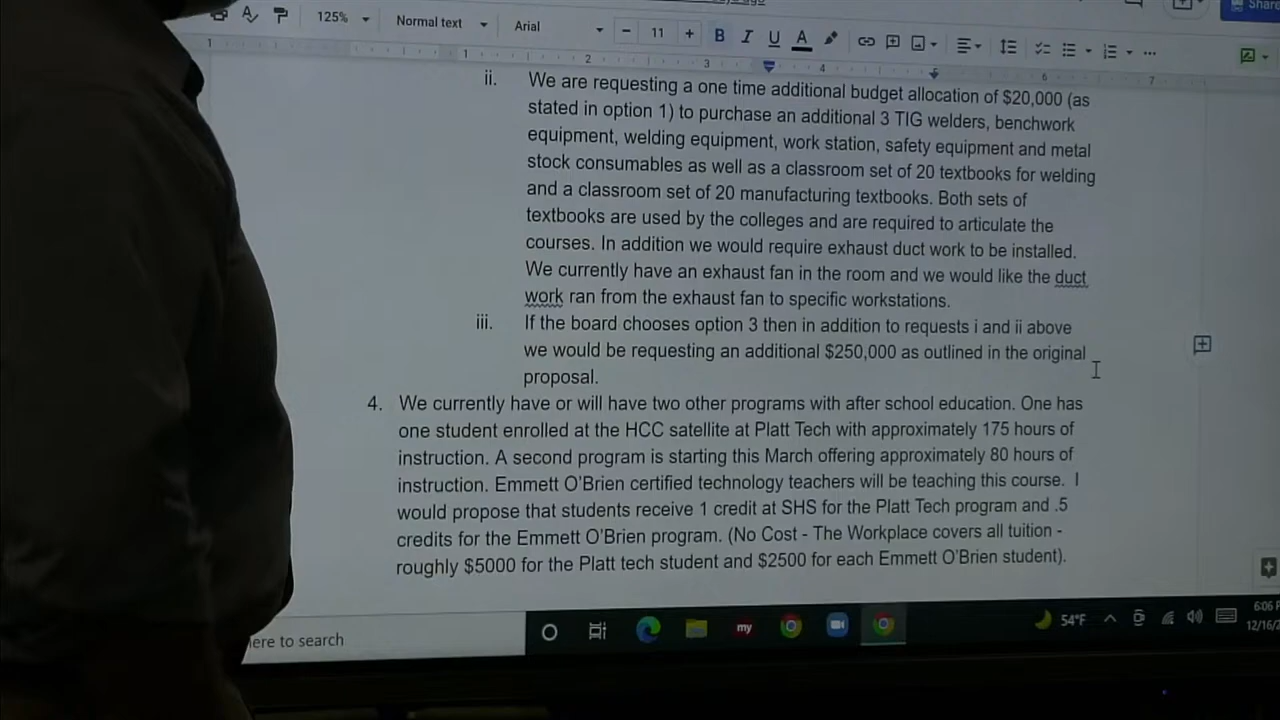 Share
125%
Normal text
Arial
11
B I U A
1 1 2 3 4 5 6 7
ii. We are requesting a one time additional budget allocation of $20,000 (as
stated in option 1) to purchase an additional 3 TIG welders, benchwork
equipment, welding equipment, work station, safety equipment and metal
stock consumables as well as a classroom set of 20 textbooks for welding
and a classroom set of 20 manufacturing textbooks. Both sets of
textbooks are used by the colleges and are required to articulate the
courses. In addition we would require exhaust duct work to be installed.
We currently have an exhaust fan in the room and we would like the duct
work ran from the exhaust fan to specific workstations.
iii. If the board chooses option 3 then in addition to requests i and ii above
we would be requesting an additional $250,000 as outlined in the original
proposal.
4. We currently have or will have two other programs with after school education. One has
one student enrolled at the HCC satellite at Platt Tech with approximately 175 hours of
instruction. A second program is starting this March offering approximately 80 hours of
instruction. Emmett O'Brien certified technology teachers will be teaching this course. I
would propose that students receive 1 credit at SHS for the Platt Tech program and .5
credits for the Emmett O'Brien program. (No Cost - The Workplace covers all tuition -
roughly $5000 for the Platt tech student and $2500 for each Emmett O'Brien student).
here to search
my
54°F
6:06
12/16/2